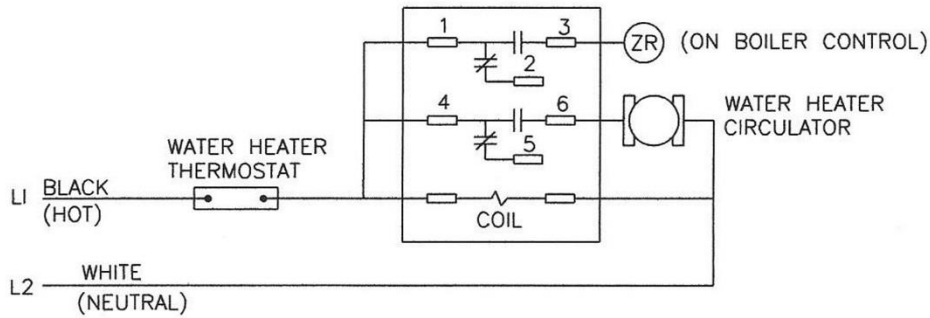 1 3 ZR (ON BOILER CONTROL)
2
4 6 WATER HEATER
CIRCULATOR
5
WATER HEATER
THERMOSTAT
L1 BLACK
(HOT)
COIL
L2 WHITE
(NEUTRAL)